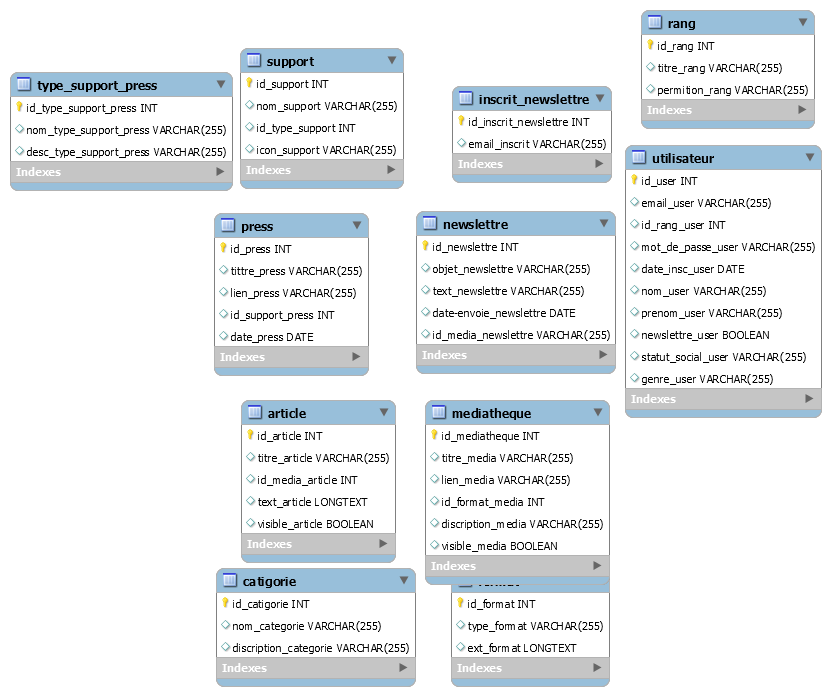 type_support_press
id_type_support_press INT
nom_type_support_press VARCHAR(255)
desc_type_support_press VARCHAR(255)
Indexes
support
id_support INT
nom_support VARCHAR(255)
id_type_support INT
icon_support VARCHAR(255)
Indexes
inscrit_newslettre
id_inscrit_newslettre INT
email_inscrit VARCHAR(255)
Indexes
rang
id_rang INT
titre_rang VARCHAR(255)
permition_rang VARCHAR(255)
Indexes
press
id_press INT
tittre_press VARCHAR(255)
lien_press VARCHAR(255)
id_support_press INT
date_press DATE
Indexes
newslettre
id_newslettre INT
objet_newslettre VARCHAR(255)
text_newslettre VARCHAR(255)
date-envoie_newslettre DATE
id_media_newslettre VARCHAR(255)
Indexes
utilisateur
id_user INT
email_user VARCHAR(255)
id_rang_user INT
mot_de_passe_user VARCHAR(255)
date_insc_user DATE
nom_user VARCHAR(255)
prenom_user VARCHAR(255)
newslettre_user BOOLEAN
statut_social_user VARCHAR(255)
genre_user VARCHAR(255)
Indexes
article
id_article INT
titre_article VARCHAR(255)
id_media_article INT
text_article LONGTEXT
visible_article BOOLEAN
Indexes
mediatheque
id_mediatheque INT
titre_media VARCHAR(255)
lien_media VARCHAR(255)
id_format_media INT
discription_media VARCHAR(255)
visible_media BOOLEAN
Indexes
catigorie
id_catigorie INT
nom_categorie VARCHAR(255)
discription_categorie VARCHAR(255)
Indexes
id_format INT
type_format VARCHAR(255)
ext_format LONGTEXT
Indexes